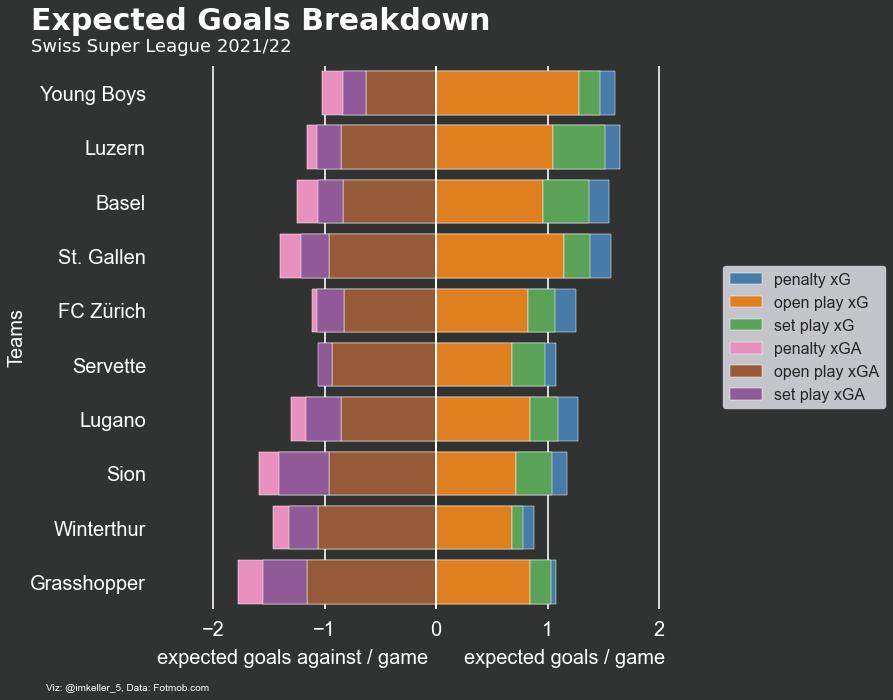 Expected Goals Breakdown
Swiss Super League 2021/22
Teams
Young Boys
Luzern
Basel
St. Gallen
FC Zürich
Servette
Lugano
Sion
Winterthur
Grasshopper
penalty xG
open play xG
set play xG
penalty xGA
open play xGA
set play xGA
−2 −1 0 1 2
expected goals against / game expected goals / game
Viz: @imkeller_5, Data: Fotmob.com